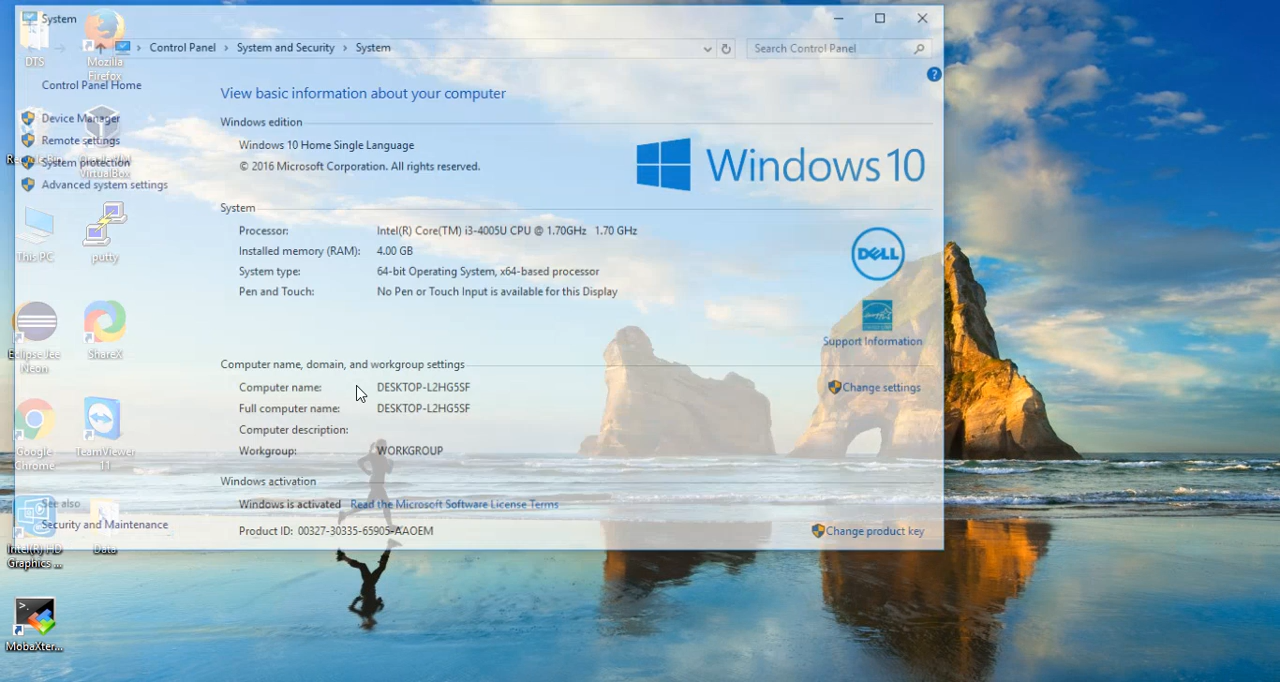 System
Control Panel › System and Security › System
Search Control Panel
DTS
Mozilla
Firefox
Control Panel Home
Device Manager
Remote settings
System protection
Advanced system settings
VirtualBox
This PC
putty
Eclipse Jee
Neon
ShareX
Google
Chrome
TeamViewer
11
See also
Security and Maintenance
Intel(R) HD
Graphics ...
Data
MobaXter...
View basic information about your computer
Windows edition
Windows 10 Home Single Language
© 2016 Microsoft Corporation. All rights reserved.
Windows 10
System
Processor: Intel(R) Core(TM) i3-4005U CPU @ 1.70GHz 1.70 GHz
Installed memory (RAM): 4.00 GB
System type: 64-bit Operating System, x64-based processor
Pen and Touch: No Pen or Touch Input is available for this Display
DELL
Support Information
Computer name, domain, and workgroup settings
Computer name: DESKTOP-L2HG5SF
Change settings
Full computer name: DESKTOP-L2HG5SF
Computer description:
Workgroup: WORKGROUP
Windows activation
Windows is activated Read the Microsoft Software License Terms
Product ID: 00327-30335-65905-AAOEM
Change product key